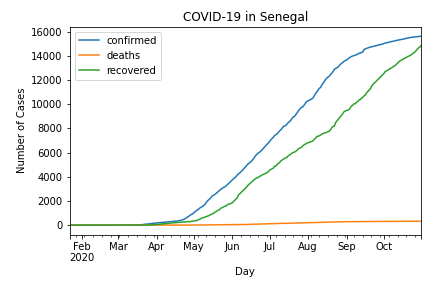 COVID-19 in Senegal
confirmed
deaths
recovered
Number of Cases
16000
14000
12000
10000
8000
6000
4000
2000
0
Feb Mar Apr May Jun Jul Aug Sep Oct
2020
Day